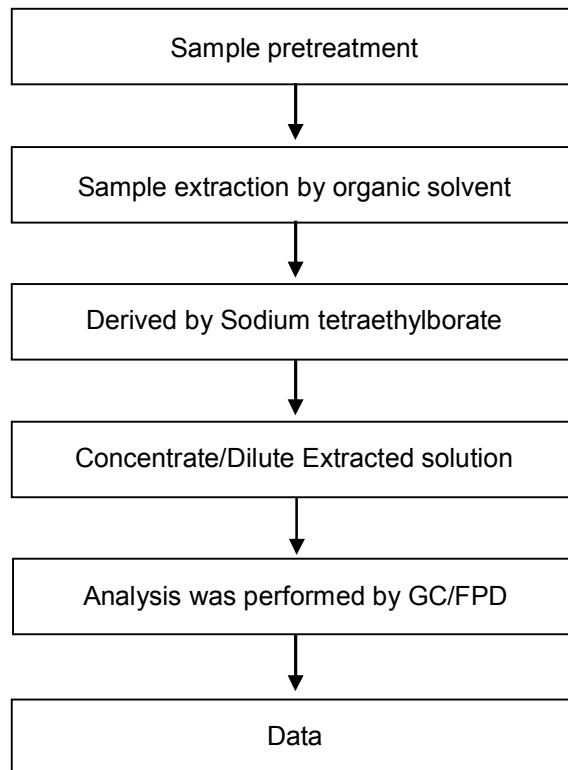 Sample pretreatment
Sample extraction by organic solvent
Derived by Sodium tetraethylborate
Concentrate/Dilute Extracted solution
Analysis was performed by GC/FPD
Data